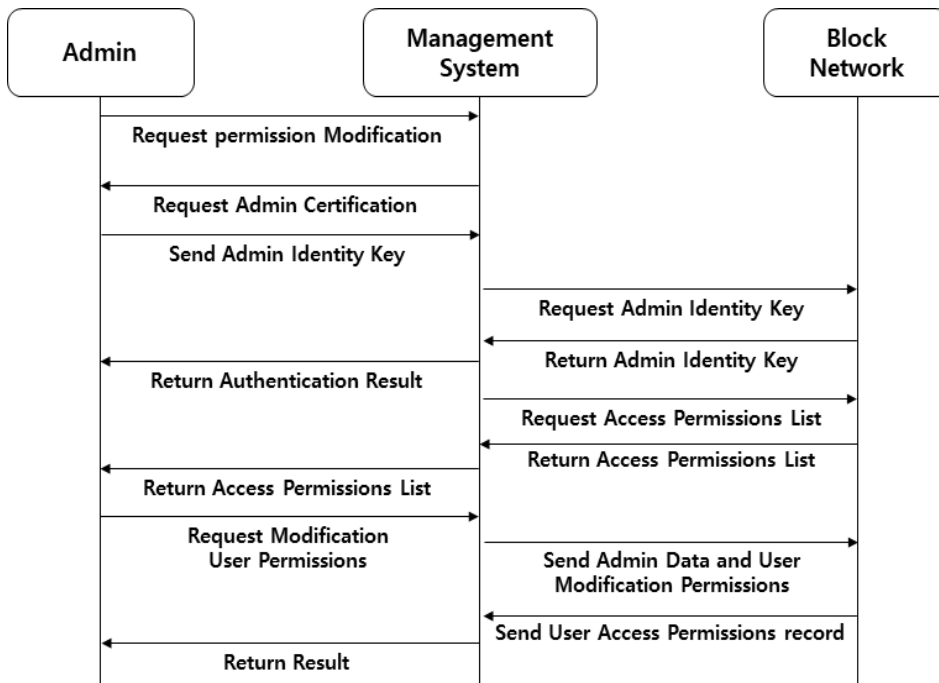 Admin
Management
System
Block
Network
Request permission Modification
Request Admin Certification
Send Admin Identity Key
Request Admin Identity Key
Return Admin Identity Key
Return Authentication Result
Request Access Permissions List
Return Access Permissions List
Return Access Permissions List
Request Modification
User Permissions
Send Admin Data and User
Modification Permissions
Send User Access Permissions record
Return Result